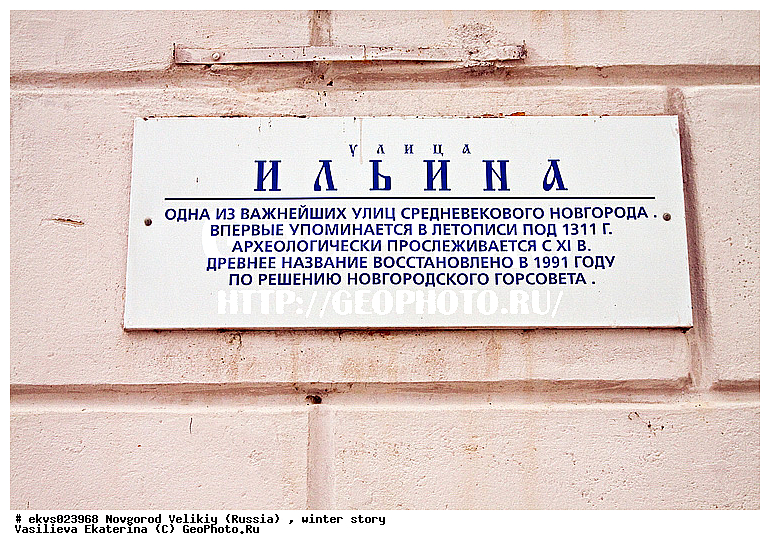 УЛИЦА
ИЛЬИНА
ОДНА ИЗ ВАЖНЕЙШИХ УЛИЦ СРЕДНЕВЕКОВОГО НОВГОРОДА .
ВПЕРВЫЕ УПОМИНАЕТСЯ В ЛЕТОПИСИ ПОД 1311 Г.
АРХЕОЛОГИЧЕСКИ ПРОСЛЕЖИВАЕТСЯ С XI В.
ДРЕВНЕЕ НАЗВАНИЕ ВОССТАНОВЛЕНО В 1991 ГОДУ
ПО РЕШЕНИЮ НОВГОРОДСКОГО ГОРСОВЕТА .
HTTP://GEOPHOTO.RU/
# ekvs023968 Novgorod Velikiy (Russia) , winter story
Vasilieva Ekaterina (C) GeoPhoto.Ru